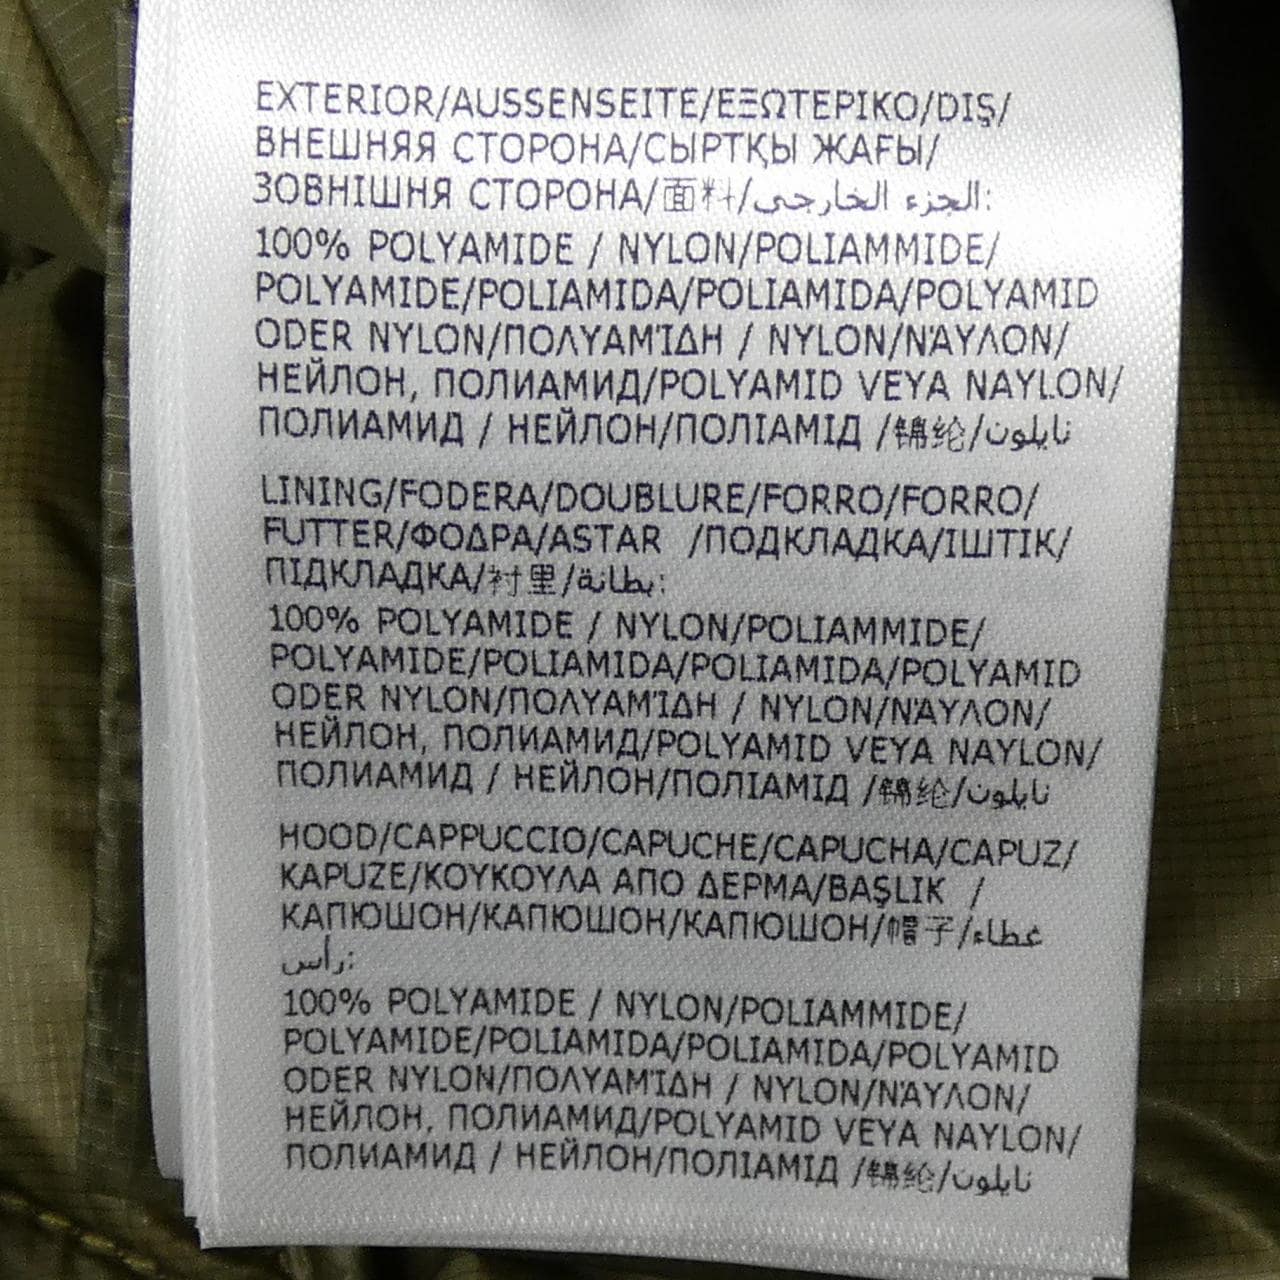 EXTERIOR/AUSSENSEITE/ΕΞΩΤΕΡΙΚΟ/DIŞ/
ВНЕШНЯЯ СТОРОНА/СЫРТҚЫ ЖАҒЫ/
ЗОВНІШНЯ СТОРОНА/面料/الجزء الخارجي:
100% POLYAMIDE / NYLON/POLIAMMIDE/
POLYAMIDE/POLIAMIDA/POLIAMIDA/POLYAMID
ODER NYLON/ΠΟΛΥΑΜΊΔΗ / NYLON/ΝΆΥΛΟΝ/
НЕЙЛОН, ПОЛИАМИД/POLYAMID VEYA NAYLON/
ПОЛИАМИД / НЕЙЛОН/ПОЛІАМІД /锦纶/نايلون
LINING/FODERA/DOUBLURE/FORRO/FORRO/
FUTTER/ΦΟΔΡΑ/ASTAR /ПОДКЛАДКА/ІШТІК/
ПІДКЛАДКА/衬里/بطانة:
100% POLYAMIDE / NYLON/POLIAMMIDE/
POLYAMIDE/POLIAMIDA/POLIAMIDA/POLYAMID
ODER NYLON/ΠΟΛΥΑΜΊΔΗ / NYLON/ΝΆΥΛΟΝ/
НЕЙЛОН, ПОЛИАМИД/POLYAMID VEYA NAYLON/
ПОЛИАМИД / НЕЙЛОН/ПОЛІАМІД /锦纶/نايلون
HOOD/CAPPUCCIO/CAPUCHE/CAPUCHA/CAPUZ/
KAPUZE/ΚΟΥΚΟΥΛΑ ΑΠΟ ΔΕΡΜΑ/BAŞLIK /
КАПЮШОН/КАПЮШОН/КАПЮШОН/帽子/غطاء
رأس:
100% POLYAMIDE / NYLON/POLIAMMIDE/
POLYAMIDE/POLIAMIDA/POLIAMIDA/POLYAMID
ODER NYLON/ΠΟΛΥΑΜΊΔΗ / NYLON/ΝΆΥΛΟΝ/
НЕЙЛОН, ПОЛИАМИД/POLYAMID VEYA NAYLON/
ПОЛИАМИД / НЕЙЛОН/ПОЛІАМІД /锦纶/نايلون